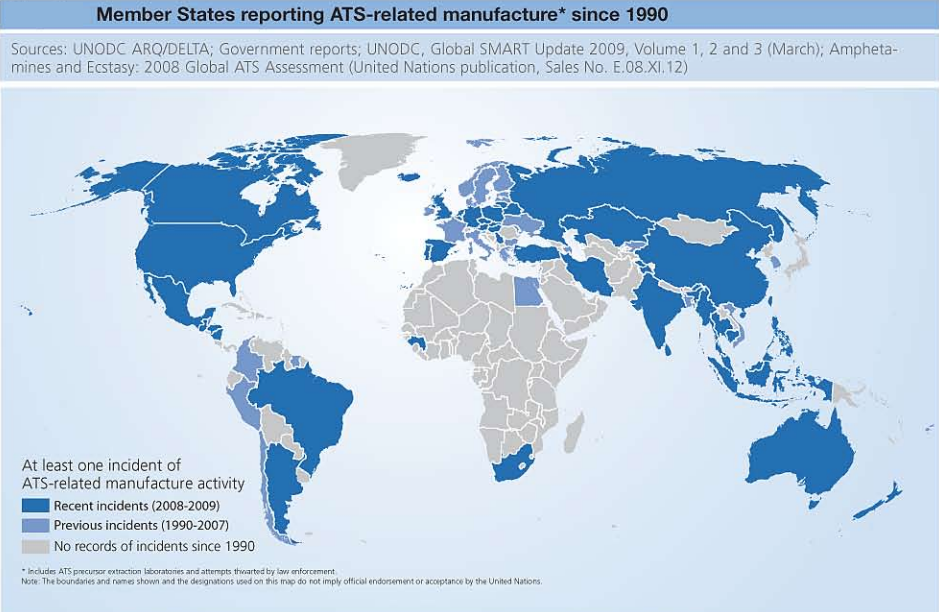 Member States reporting ATS-related manufacture* since 1990
Sources: UNODC ARQ/DELTA; Government reports; UNODC, Global SMART Update 2009, Volume 1, 2 and 3 (March); Ampheta-
mines and Ecstasy: 2008 Global ATS Assessment (United Nations publication, Sales No. E.08.XI.12)
At least one incident of
ATS-related manufacture activity
Recent incidents (2008-2009)
Previous incidents (1990-2007)
No records of incidents since 1990
* Includes ATS precursor extraction laboratories and attempts thwarted by law enforcement.
Note: The boundaries and names shown and the designations used on this map do not imply official endorsement or acceptance by the United Nations.